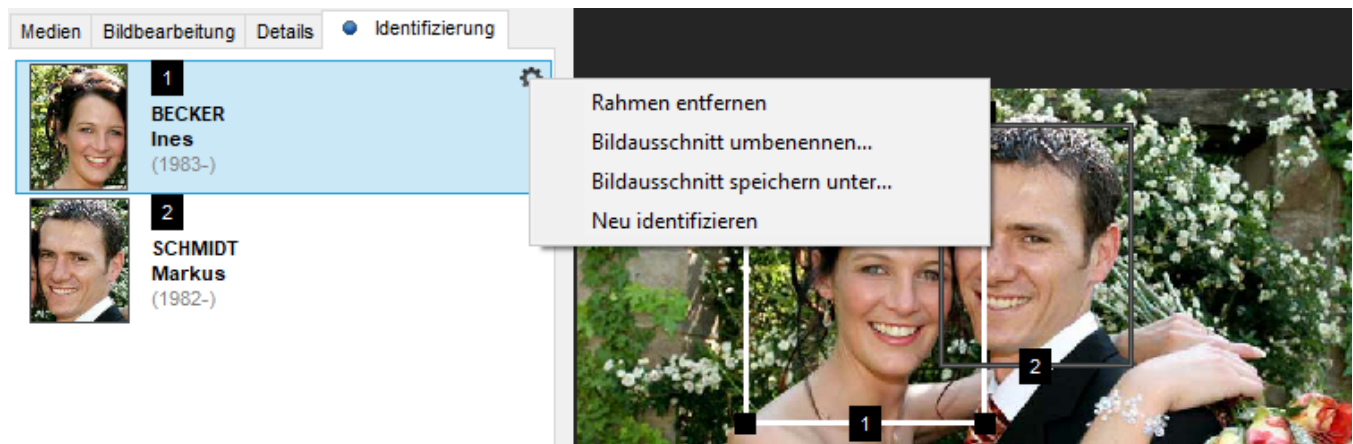 Medien Bildbearbeitung Details Identifizierung
1
BECKER
Ines
(1983-)
2
SCHMIDT
Markus
(1982-)
Rahmen entfernen
Bildausschnitt umbenennen...
Bildausschnitt speichern unter...
Neu identifizieren
2
1